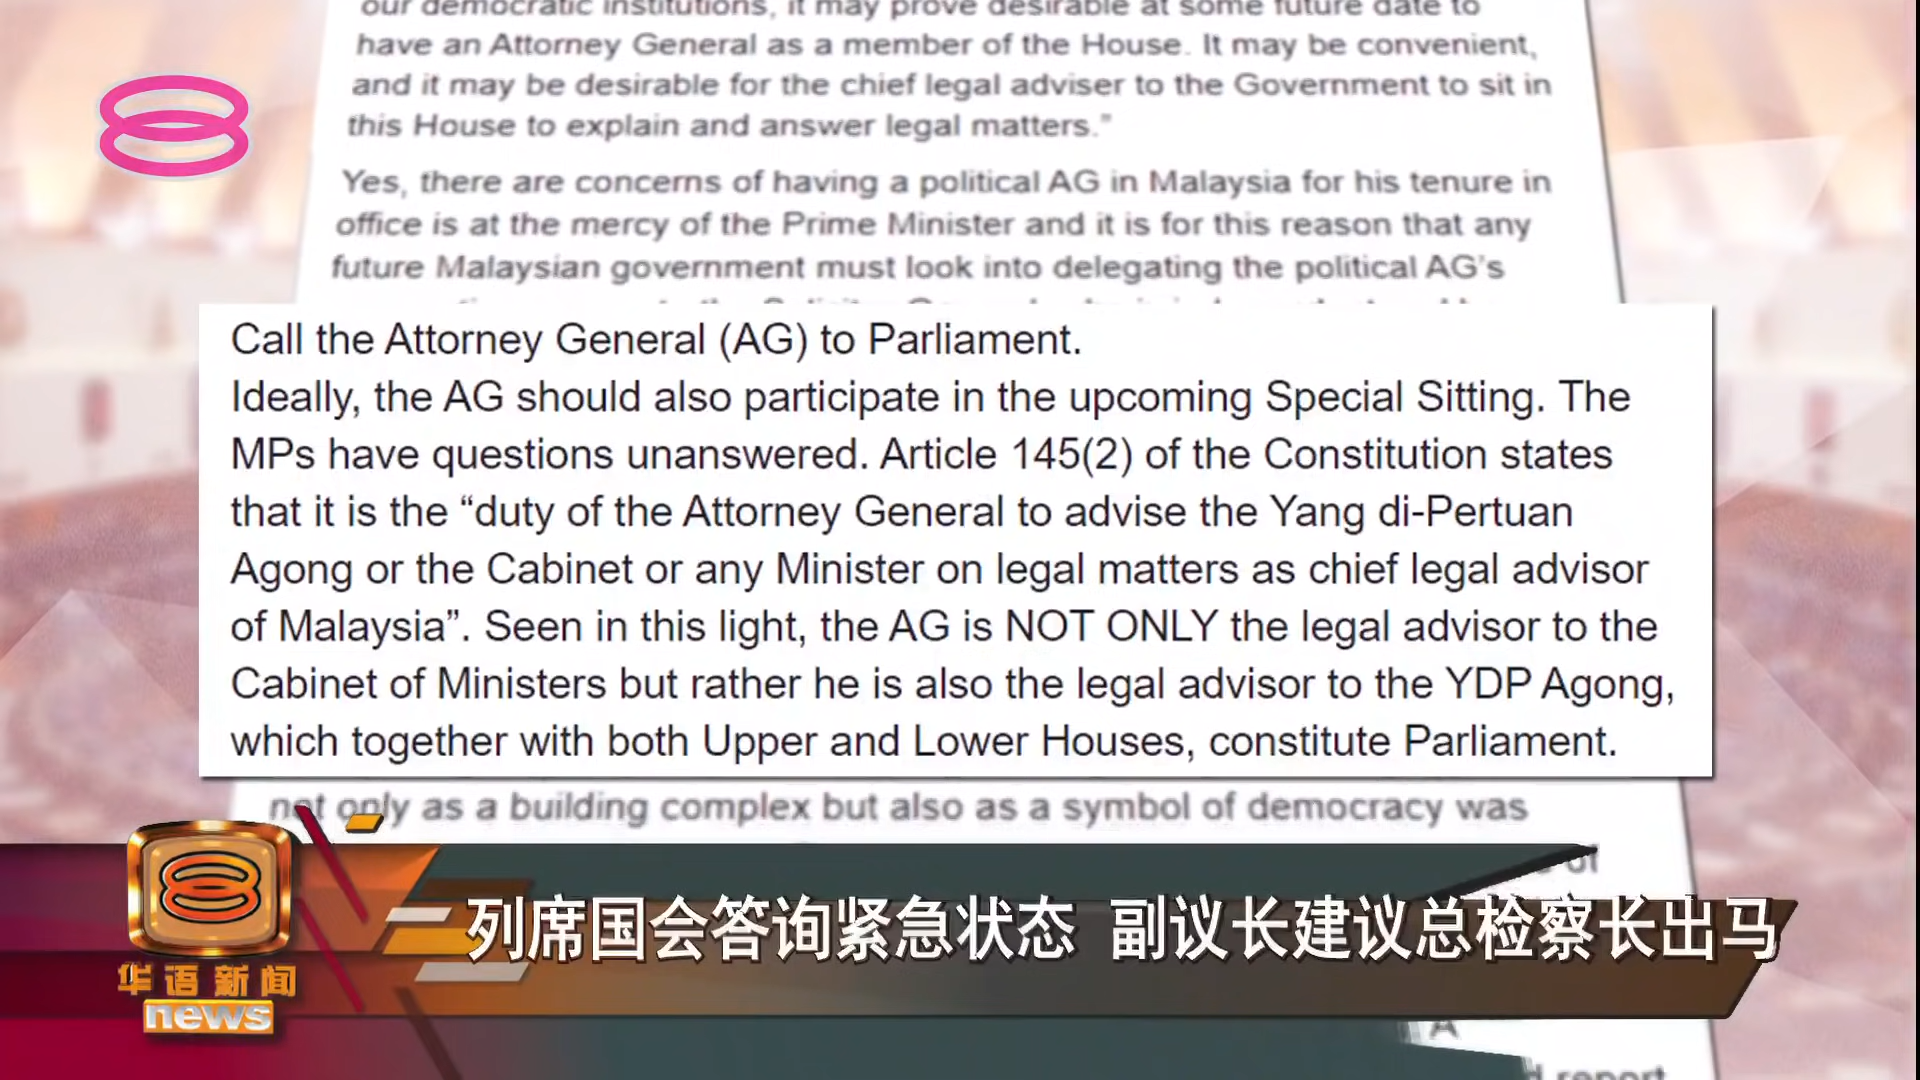 our democratic institutions, it may prove desirable at some future date to
have an Attorney General as a member of the House. It may be convenient,
and it may be desirable for the chief legal adviser to the Government to sit in
this House to explain and answer legal matters.”
Yes, there are concerns of having a political AG in Malaysia for his tenure in
office is at the mercy of the Prime Minister and it is for this reason that any
future Malaysian government must look into delegating the political AG's
Call the Attorney General (AG) to Parliament.
Ideally, the AG should also participate in the upcoming Special Sitting. The
MPs have questions unanswered. Article 145(2) of the Constitution states
that it is the “duty of the Attorney General to advise the Yang di-Pertuan
Agong or the Cabinet or any Minister on legal matters as chief legal advisor
of Malaysia”. Seen in this light, the AG is NOT ONLY the legal advisor to the
Cabinet of Ministers but rather he is also the legal advisor to the YDP Agong,
which together with both Upper and Lower Houses, constitute Parliament.
not only as a building complex but also as a symbol of democracy was
of
列席国会答询紧急状态 副议长建议总检察长出马
华语新闻
news
A
report